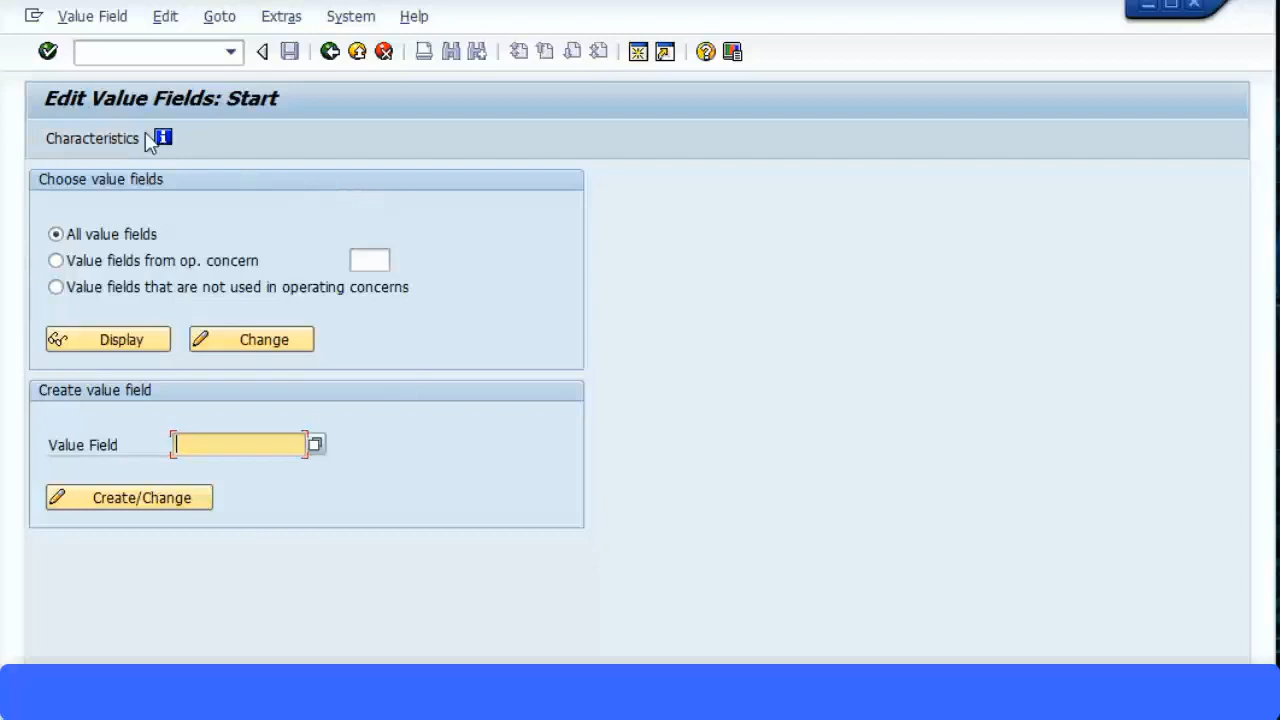 Value Field Edit Goto Extras System Help
Edit Value Fields: Start
Characteristics
Choose value fields
All value fields
Value fields from op. concern
Value fields that are not used in operating concerns
Display Change
Create value field
Value Field
Create/Change